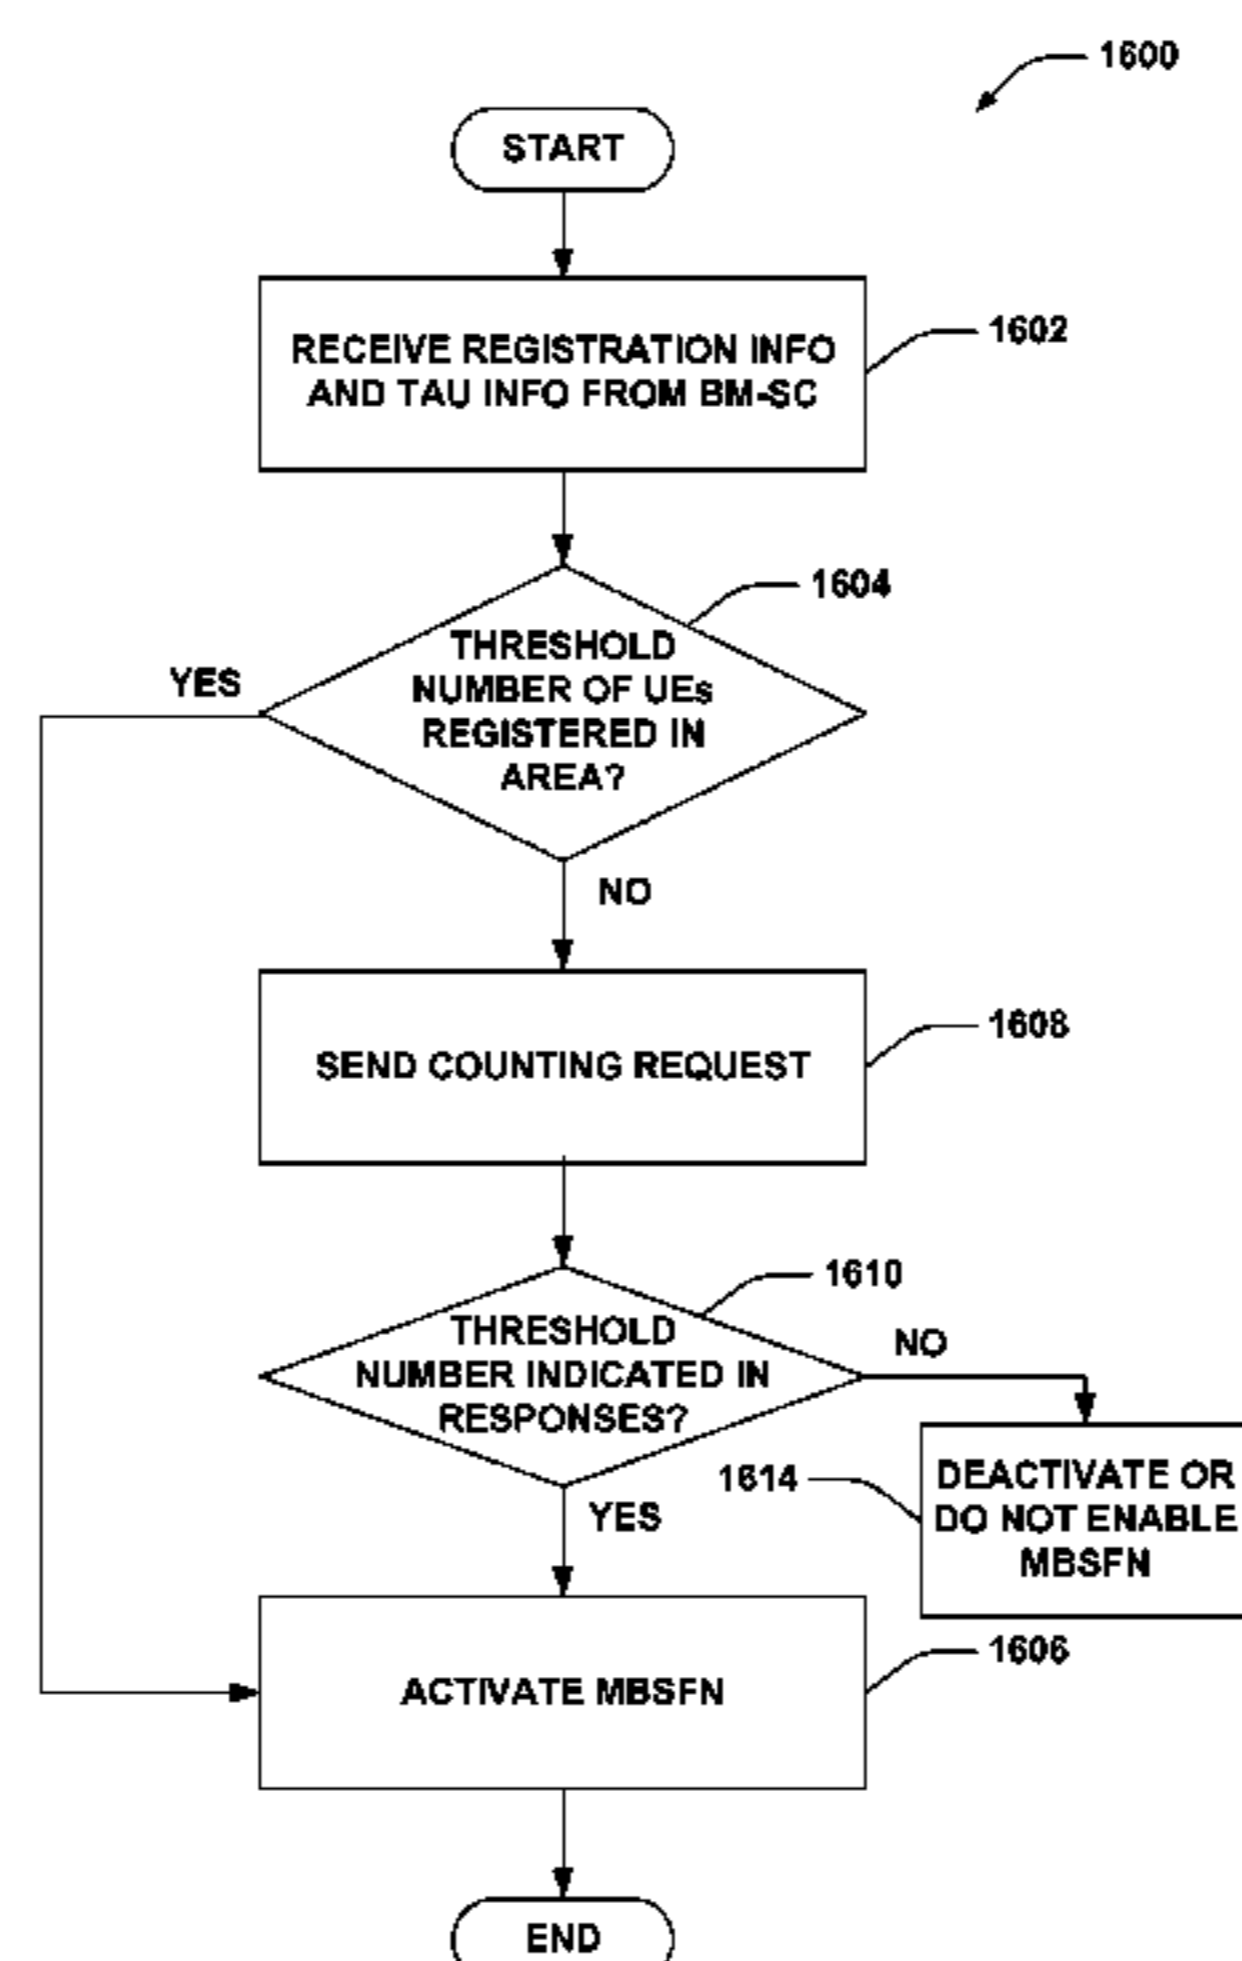 1600
START
RECEIVE REGISTRATION INFO
AND TAU INFO FROM BM-SC
1602
1604
THRESHOLD
NUMBER OF UEs
REGISTERED IN
AREA?
YES
NO
SEND COUNTING REQUEST
1608
1610
THRESHOLD
NUMBER INDICATED IN
RESPONSES?
NO
YES
1614
DEACTIVATE OR
DO NOT ENABLE
MBSFN
1606
ACTIVATE MBSFN
END